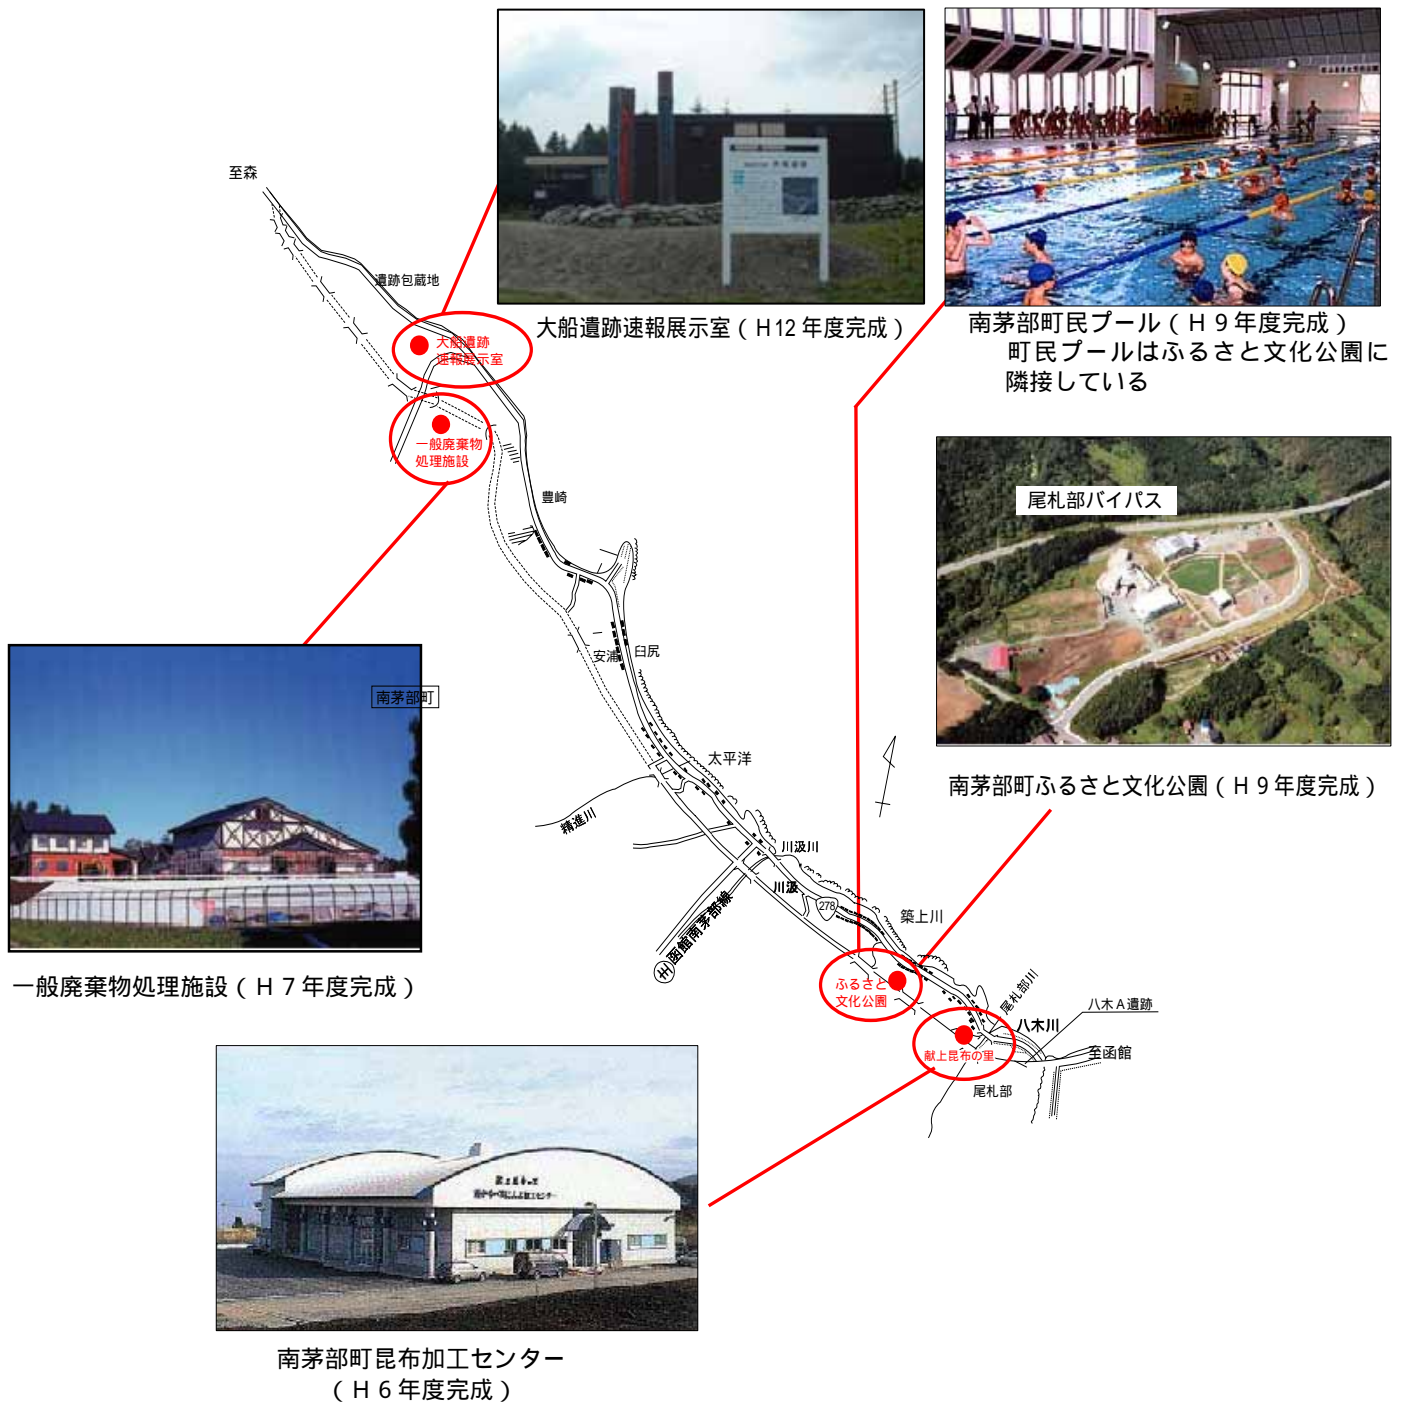 至森
遺跡包蔵地
大船遺跡
速報展示室
一般廃棄物
処理施設
大船遺跡速報展示室（H12年度完成）
南茅部町民プール（H９年度完成）
町民プールはふるさと文化公園に
隣接している
尾札部バイパス
南茅部町ふるさと文化公園（H９年度完成）
豊崎
安浦
臼尻
南茅部町
太平洋
精進川
川汲川
川汲
278
函館南茅部線
築上川
ふるさと
文化公園
尾札部川
八木川
八木A遺跡
至函館
献上昆布の里
尾札部
一般廃棄物処理施設（H７年度完成）
南茅部町昆布加工センター
（H６年度完成）